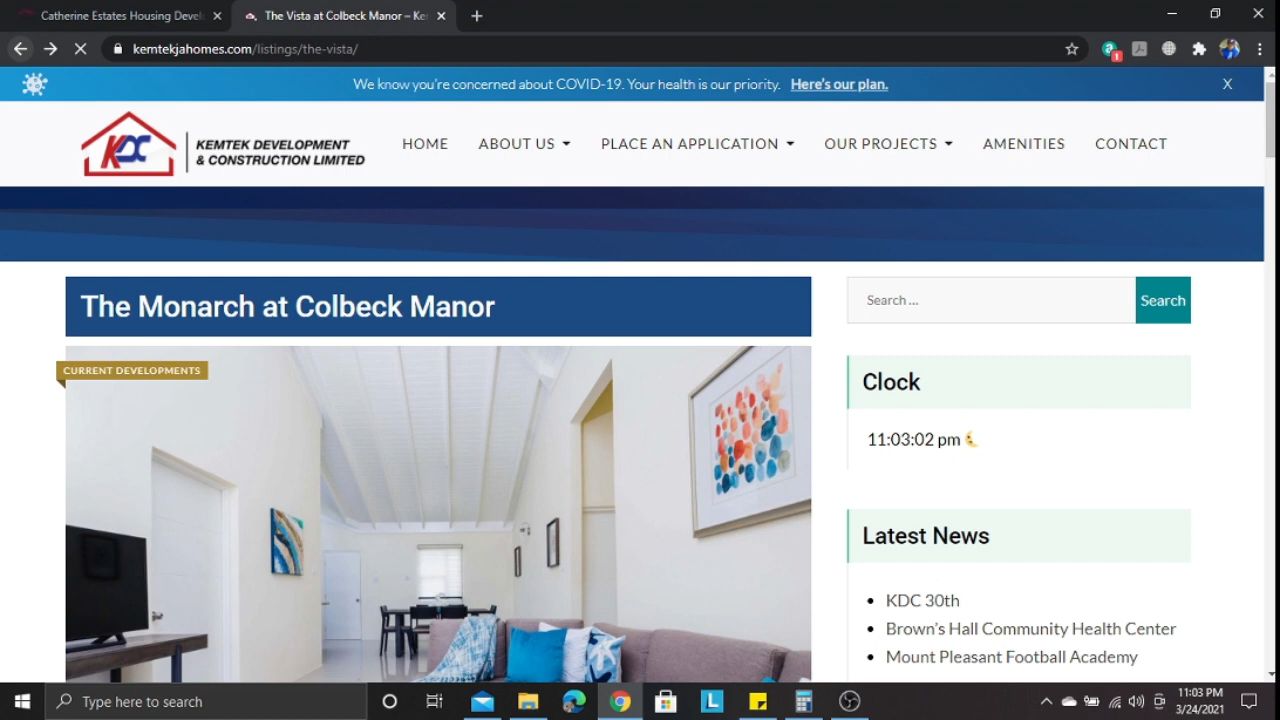 Catherine Estates Housing Devel
The Vista at Colbeck Manor – Ke
kemtekjahomes.com/listings/the-vista/
1
We know you're concerned about COVID-19. Your health is our priority. Here's our plan.
X
KDC
KEMTEK DEVELOPMENT
& CONSTRUCTION LIMITED
HOME
ABOUT US
PLACE AN APPLICATION
OUR PROJECTS
AMENITIES
CONTACT
The Monarch at Colbeck Manor
Search ...
Search
CURRENT DEVELOPMENTS
Clock
11:03:02 pm
Latest News
KDC 30th
Brown's Hall Community Health Center
Mount Pleasant Football Academy
Type here to search
L
11:03 PM
3/24/2021